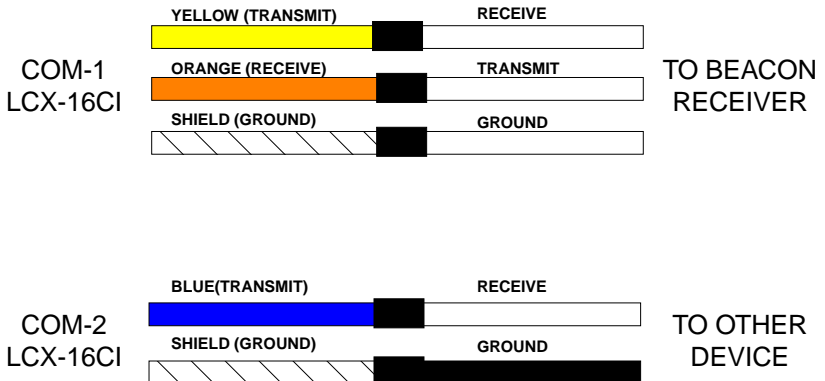 YELLOW (TRANSMIT)
RECEIVE
COM-1
LCX-16CI
ORANGE (RECEIVE)
TRANSMIT
TO BEACON
RECEIVER
SHIELD (GROUND)
GROUND
BLUE(TRANSMIT)
RECEIVE
COM-2
LCX-16CI
SHIELD (GROUND)
GROUND
TO OTHER
DEVICE